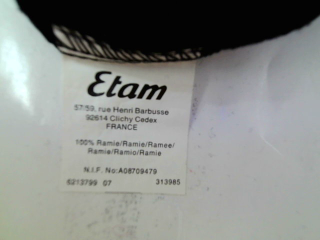 Etam
57/59, rue Henri Barbusse
92614 Clichy Cedex
FRANCE
100% Ramie/Ramie/Ramee/
Ramie/Ramio/Ramie
N.I.F. No:A08709479
6213799 07 313985